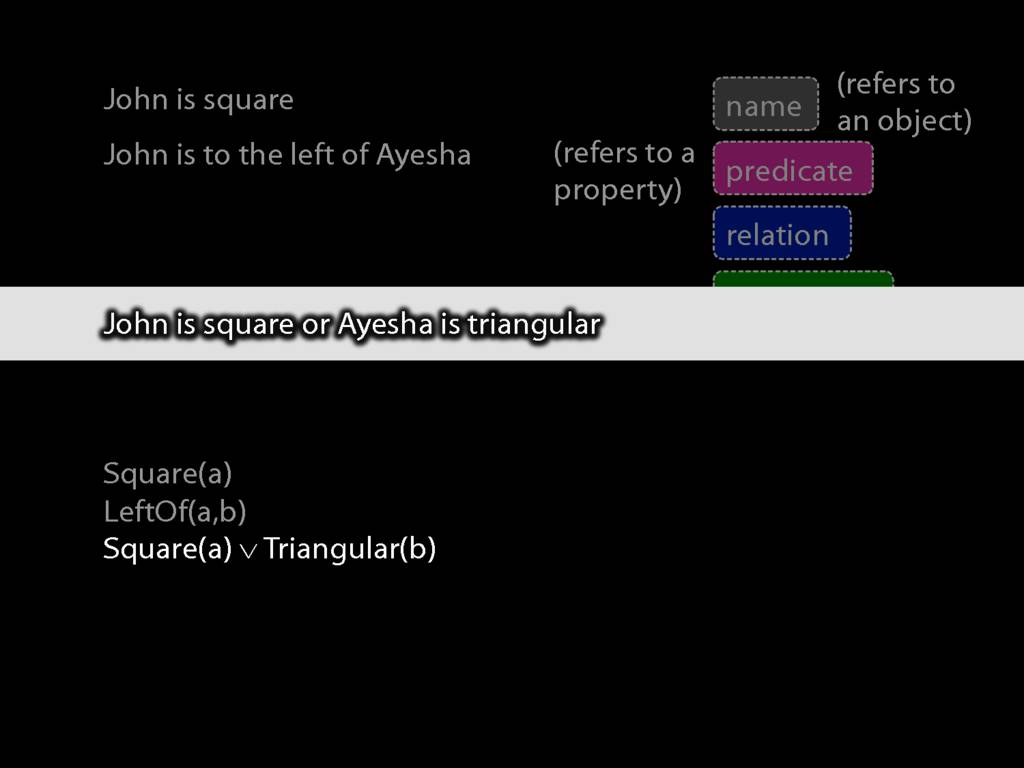 John is square
name
(refers to
an object)
John is to the left of Ayesha
(refers to a
property)
predicate
relation
John is square or Ayesha is triangular
Square(a)
LeftOf(a,b)
Square(a) ∨ Triangular(b)